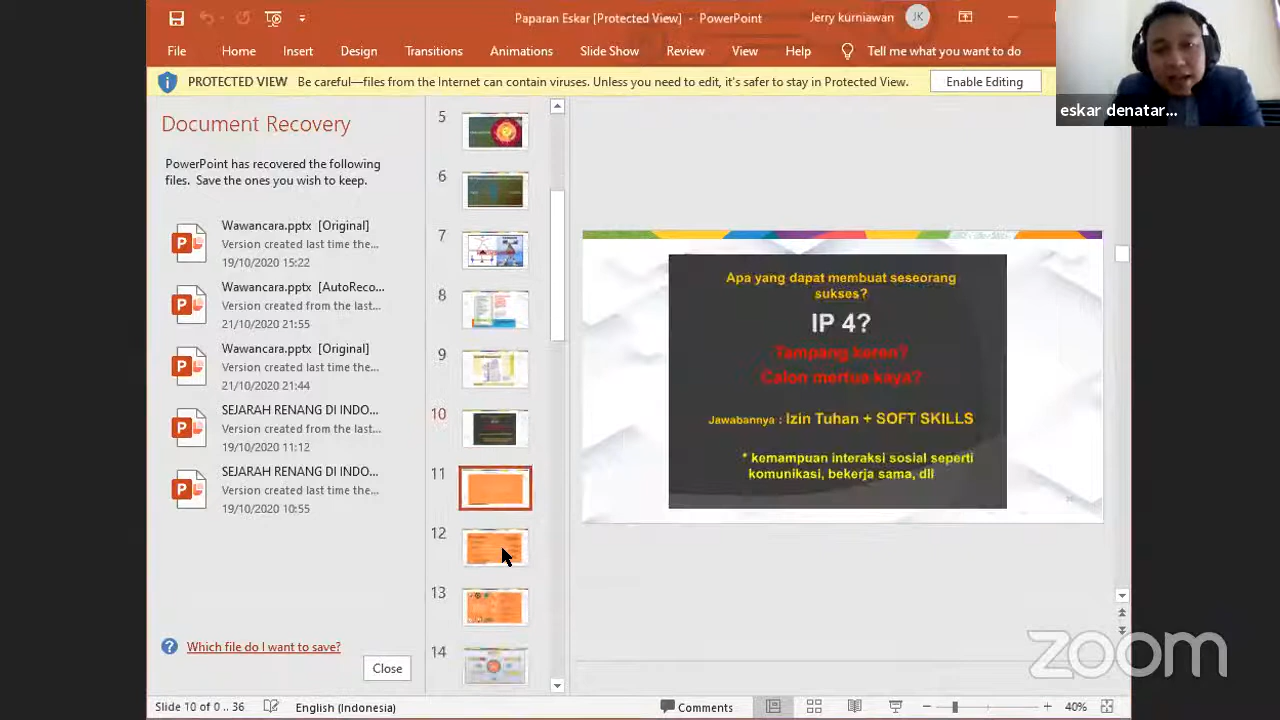 Paparan Eskar [Protected View] - PowerPoint
Jerry kurniawan
JK
File Home Insert Design Transitions Animations Slide Show Review View Help Tell me what you want to do
PROTECTED VIEW Be careful—files from the Internet can contain viruses. Unless you need to edit, it's safer to stay in Protected View.
Enable Editing
eskar denatar...
Document Recovery
PowerPoint has recovered the following
files. Save the ones you wish to keep.
Wawancara.pptx [Original]
Version created last time the...
19/10/2020 15:22
Wawancara.pptx [AutoReco...
Version created from the last...
21/10/2020 21:55
Wawancara.pptx [Original]
Version created last time the...
21/10/2020 21:44
SEJARAH RENANG DI INDO...
Version created last time the...
19/10/2020 11:12
SEJARAH RENANG DI INDO...
Version created last time the...
19/10/2020 10:55
Which file do I want to save?
Close
5
6
7
8
9
10
11
12
13
14
Apa yang dapat membuat seseorang
sukses?
IP 4?
Tampang keren?
Calon mertua kaya?
Jawabannya : Izin Tuhan + SOFT SKILLS
* kemampuan interaksi sosial seperti
komunikasi, bekerja sama, dll
zoom
Slide 10 of 0 .. 36
English (Indonesia)
Comments
40%